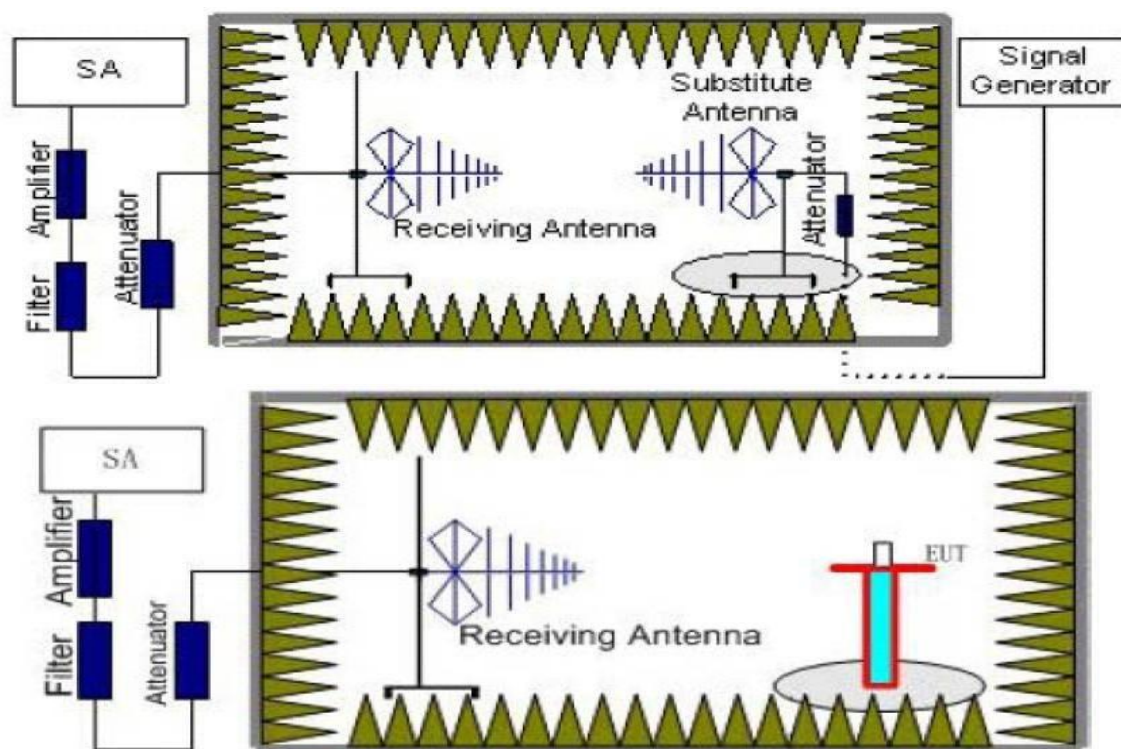 SA
Signal
Generator
Substitute
Antenna
Amplifier
Attenuator
Attenuator
Filter
Receiving Antenna
SA
Amplifier
EUT
Filter
Attenuator
Receiving Antenna